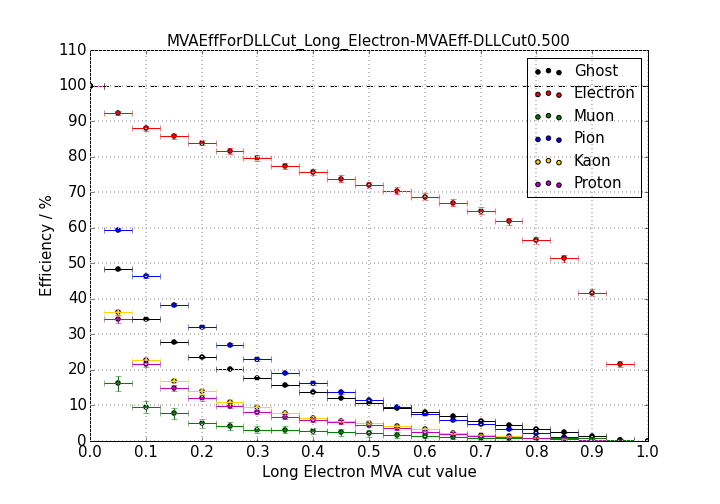 MVAEffForDLLCut_Long_Electron-MVAEff-DLLCut0.500
110
100
90
80
70
60
50
40
30
20
10
0
Efficiency / %
Ghost
Electron
Muon
Pion
Kaon
Proton
0.0 0.1 0.2 0.3 0.4 0.5 0.6 0.7 0.8 0.9 1.0
Long Electron MVA cut value